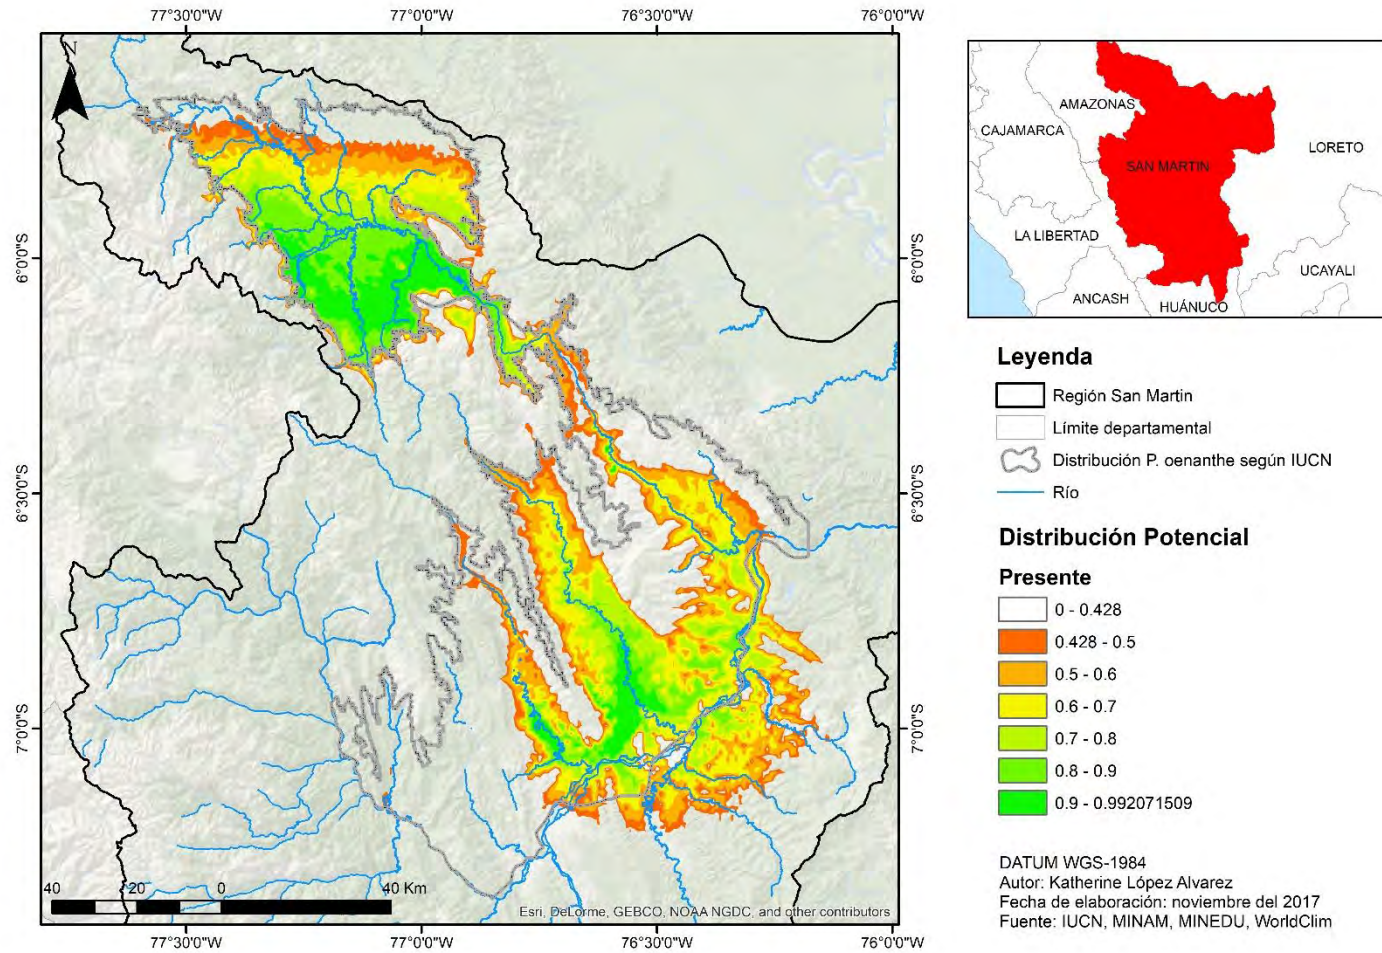 77°30'0"W 77°0'0"W 76°30'0"W 76°0'0"W
N
6°0'0"S 6°0'0"S
6°30'0"S 6°30'0"S
7°0'0"S 7°0'0"S
40 20 0 40 Km
Esri, DeLorme, GEBCO, NOAA NGDC, and other contributors
77°30'0"W 77°0'0"W 76°30'0"W 76°0'0"W
AMAZONAS
CAJAMARCA
LORETO
SAN MARTIN
LA LIBERTAD
UCAYALI
ANCASH
HUÁNUCO
Leyenda
Región San Martin
Límite departamental
Distribución P. oenanthe según IUCN
Río
Distribución Potencial
Presente
0 - 0.428
0.428 - 0.5
0.5 - 0.6
0.6 - 0.7
0.7 - 0.8
0.8 - 0.9
0.9 - 0.992071509
DATUM WGS-1984
Autor: Katherine López Alvarez
Fecha de elaboración: noviembre del 2017
Fuente: IUCN, MINAM, MINEDU, WorldClim